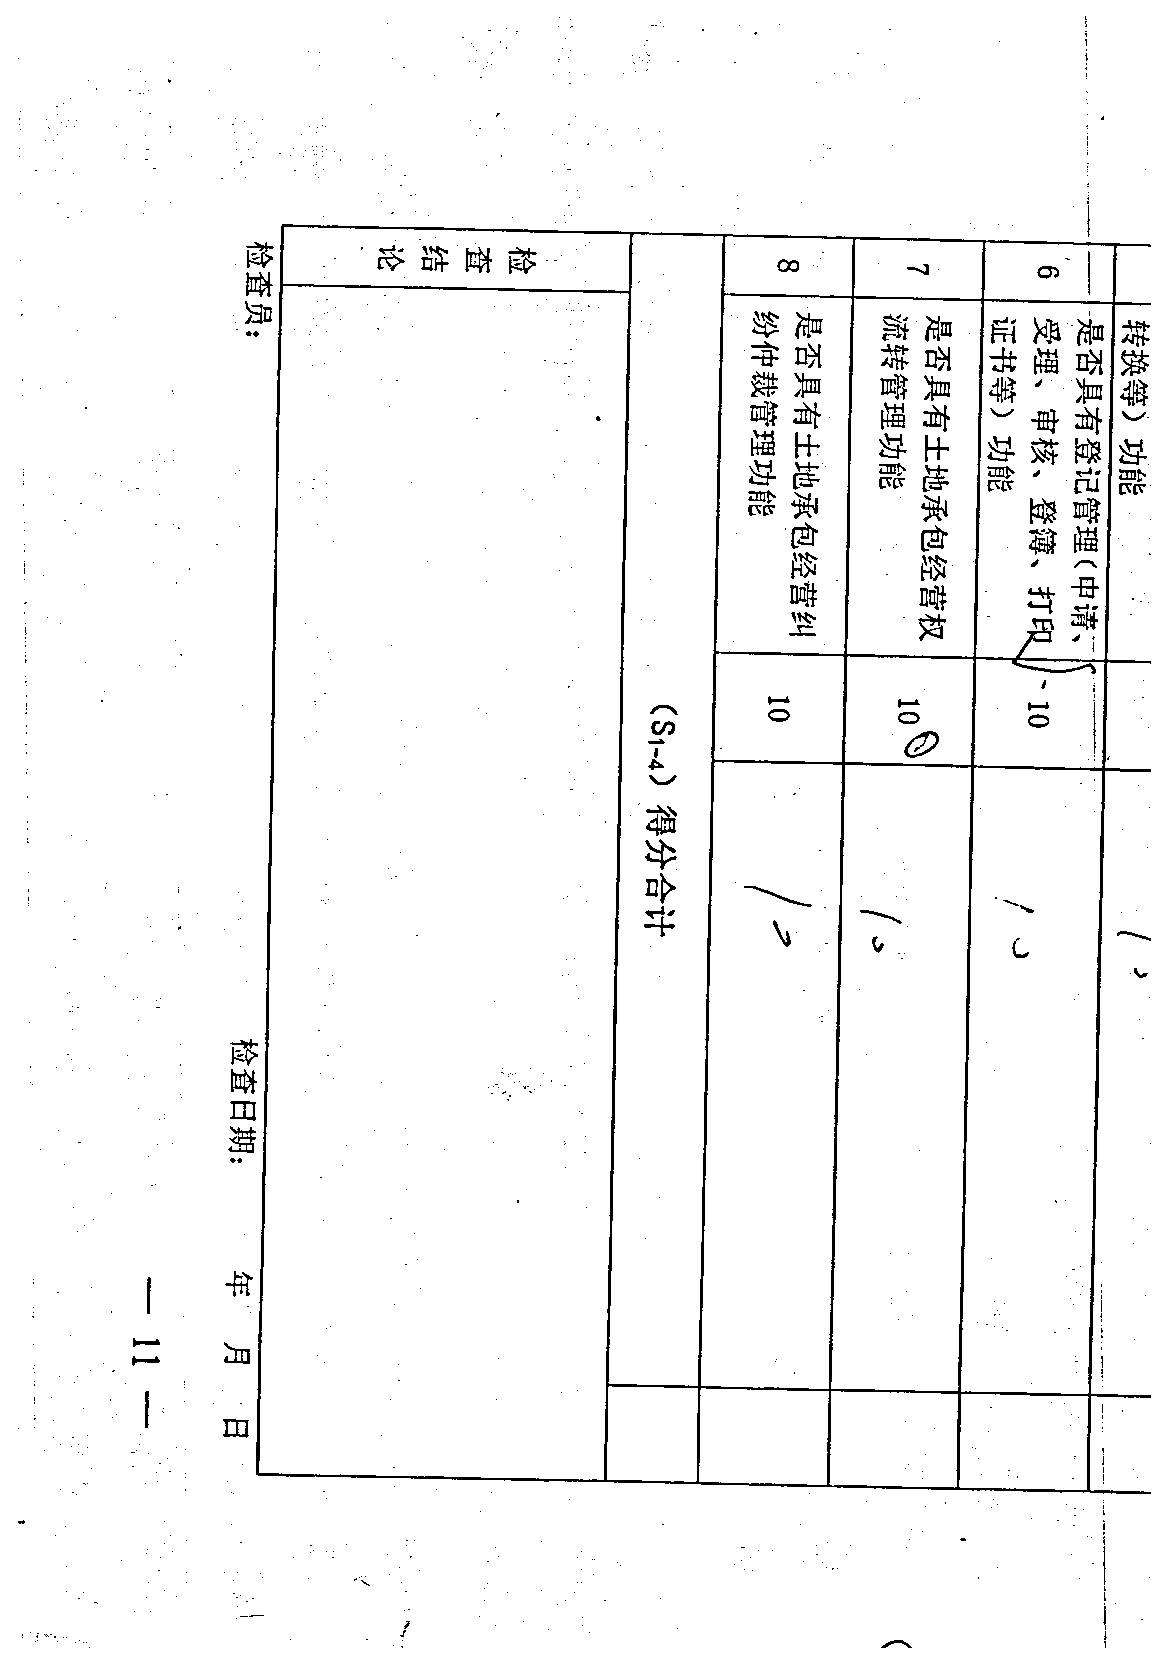 转换等）功能
10
6
是否具有登记管理（申请、
受理、审核、登簿、打印
证书等）功能
10
10
7
是否具有土地承包经营权
流转管理功能
10
10
8
是否具有土地承包经营纠
纷仲裁管理功能
10
10
（S1-4）得分合计
检查结论
检查员：
检查日期：
年 月 日
— 11 —